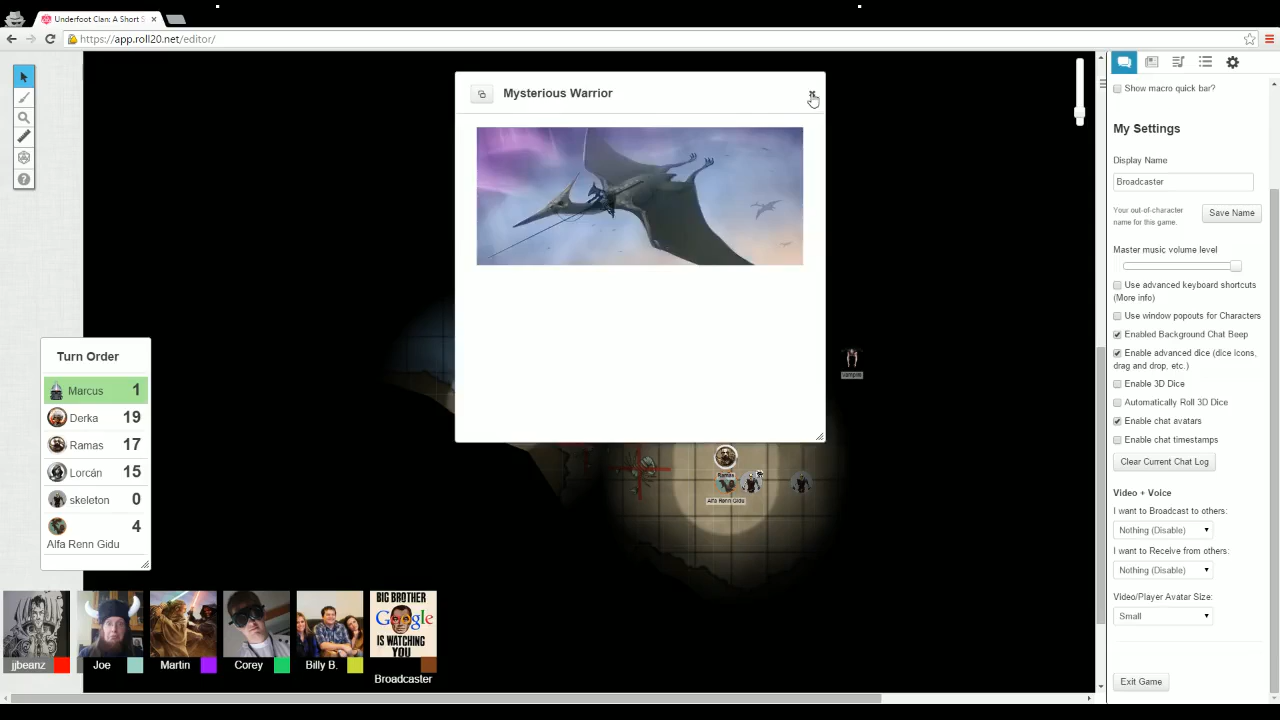 Underfoot Clan: A Short S
https://app.roll20.net/editor/
Mysterious Warrior
Show macro quick bar?
My Settings
Display Name
Broadcaster
Your out-of-character
name for this game.
Save Name
Master music volume level
Use advanced keyboard shortcuts
(More info)
Use window popouts for Characters
Enabled Background Chat Beep
Enable advanced dice (dice icons,
drag and drop, etc.)
Enable 3D Dice
Automatically Roll 3D Dice
Enable chat avatars
Enable chat timestamps
Clear Current Chat Log
Video + Voice
I want to Broadcast to others:
Nothing (Disable)
I want to Receive from others:
Nothing (Disable)
Video/Player Avatar Size:
Small
Exit Game
Turn Order
Marcus 1
Derka 19
Ramas 17
Lorcán 15
skeleton 0
4
Alfa Renn Gidu
Vampire
Ramas
Alfa Renn Gidu
BIG BROTHER
Google
IS WATCHING
YOU
jjbeanz
Joe
Martin
Corey
Billy B.
Broadcaster